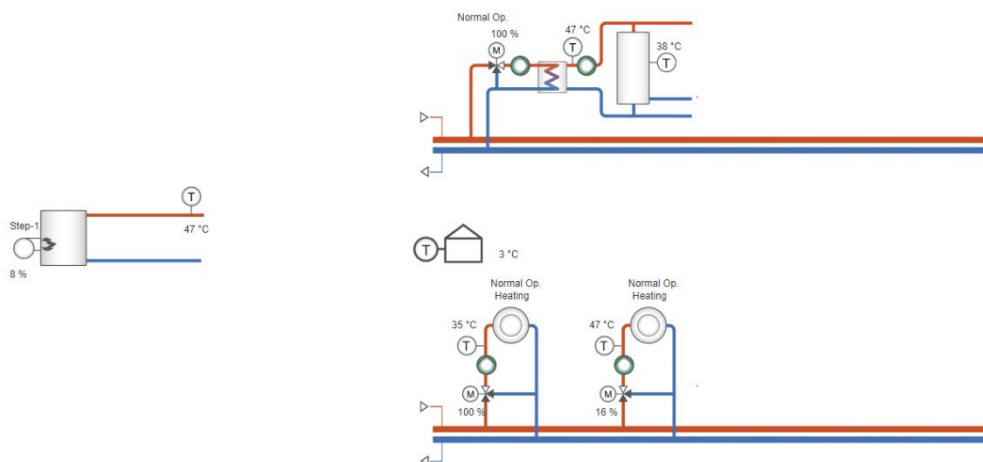 Normal Op.
100 %
M
47 °C
T
38 °C
T
T
47 °C
Step-1
8 %
T
3 °C
Normal Op.
Heating
35 °C
T
M
100 %
Normal Op.
Heating
47 °C
T
M
16 %